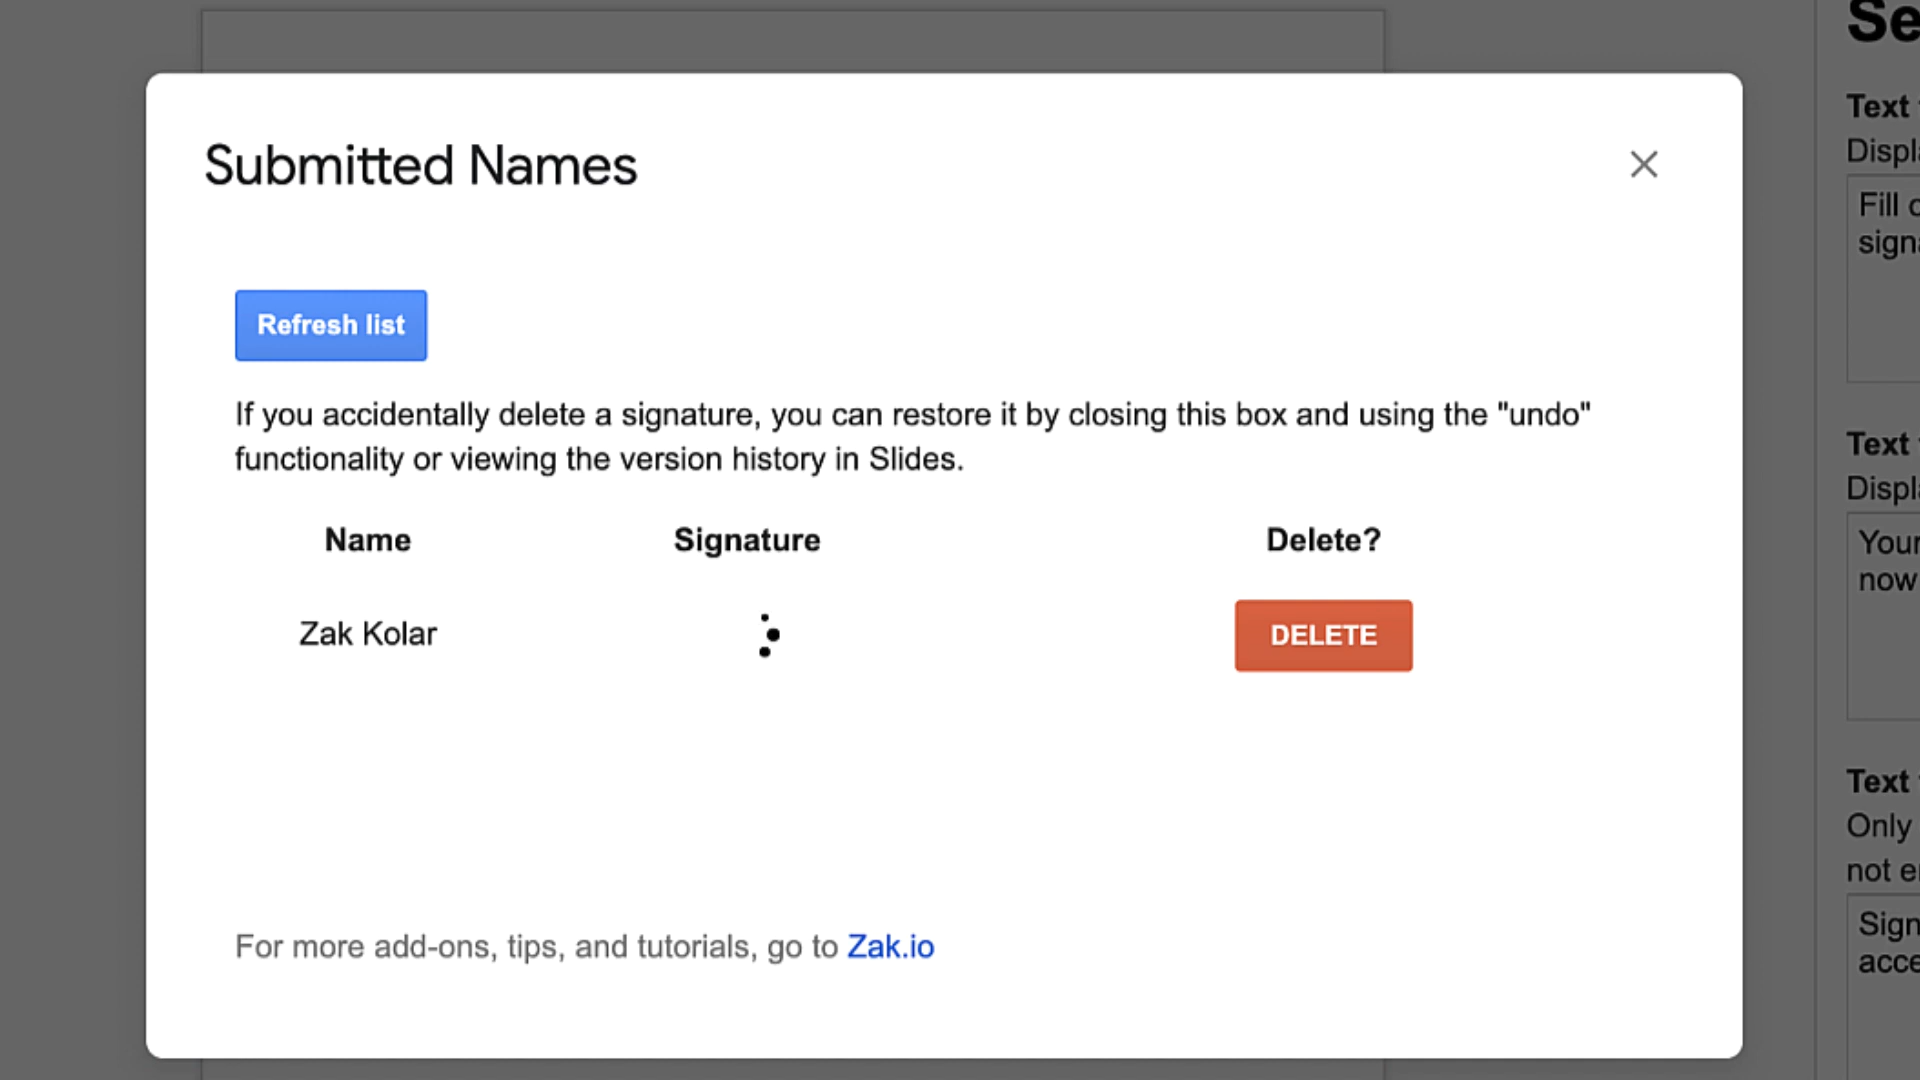 Submitted Names
Refresh list
If you accidentally delete a signature, you can restore it by closing this box and using the "undo"
functionality or viewing the version history in Slides.
Name Signature Delete?
Zak Kolar DELETE
For more add-ons, tips, and tutorials, go to Zak.io
Se
Text
Displ
Fill
sign
Text
Displ
Your
now
Text
Only
not
Sign
acce